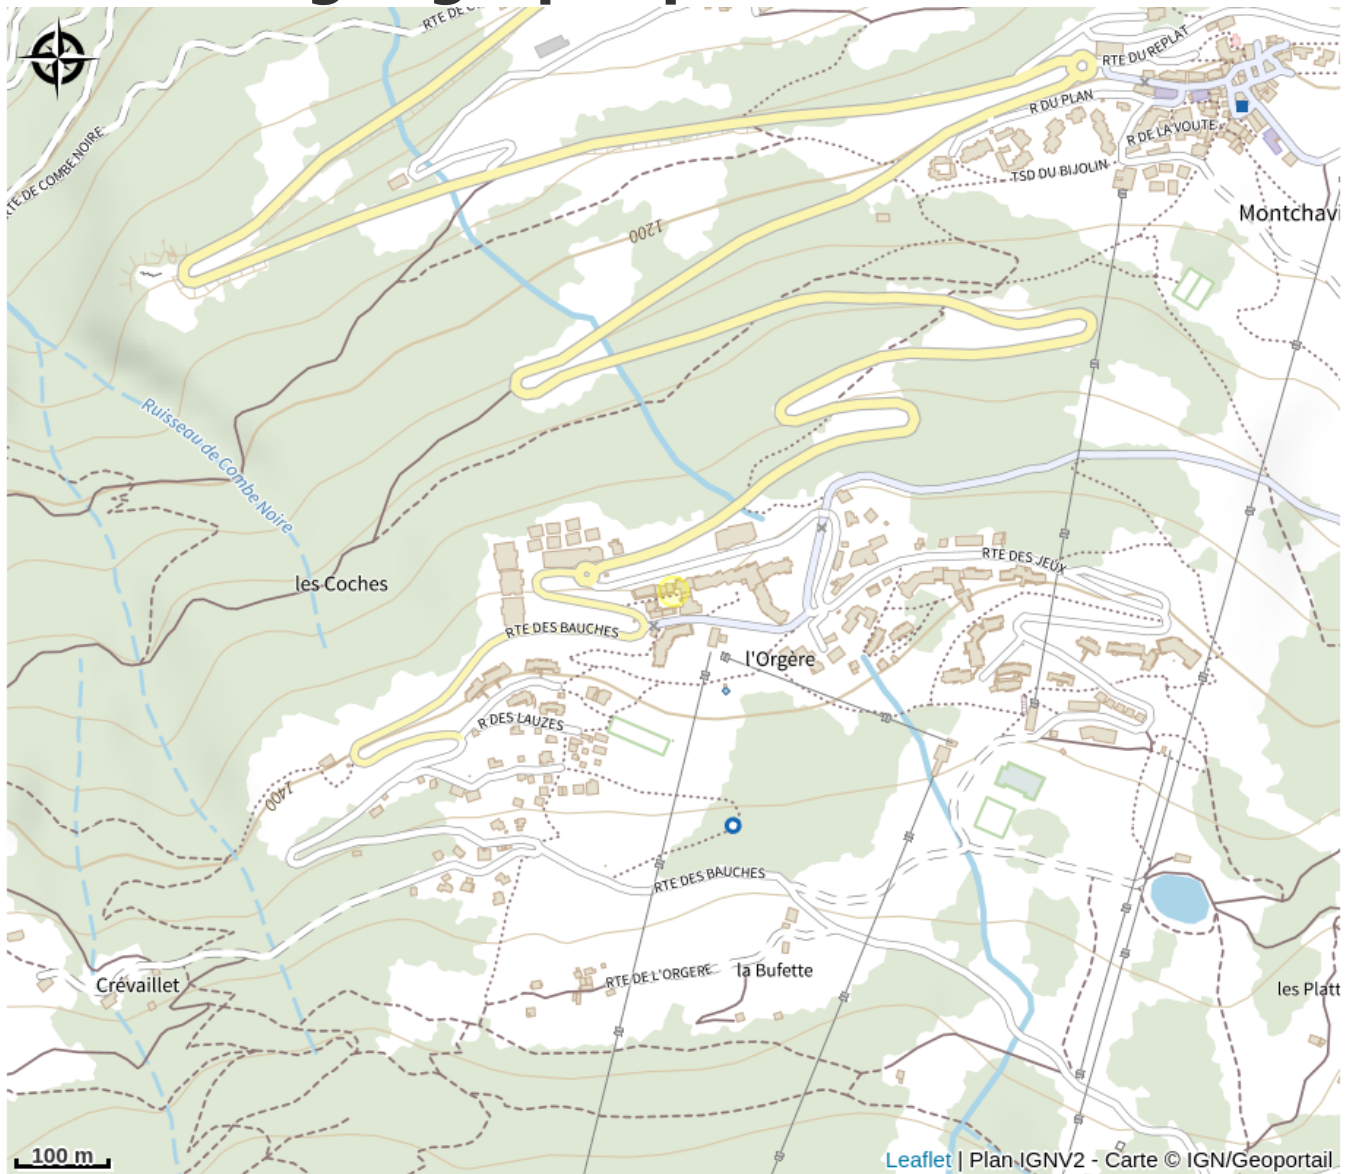 RTE DE C
RTE DU REPLAT
R DU PLAN
R DE LA VOUTE
TSD DU BIJOLIN
RTE DE COMBE NOIRE
Montchavi
1200
Ruisseau de Combe Noire
RTE DES JEUX
les Coches
RTE DES BAUCHES
l'Orgère
R DES LAUZES
1400
RTE DES BAUCHES
la Bufette
RTE DE L'ORGERE
Crévaillet
les Platt
100 m
Leaflet | Plan IGNV2 - Carte © IGN/Geoportail